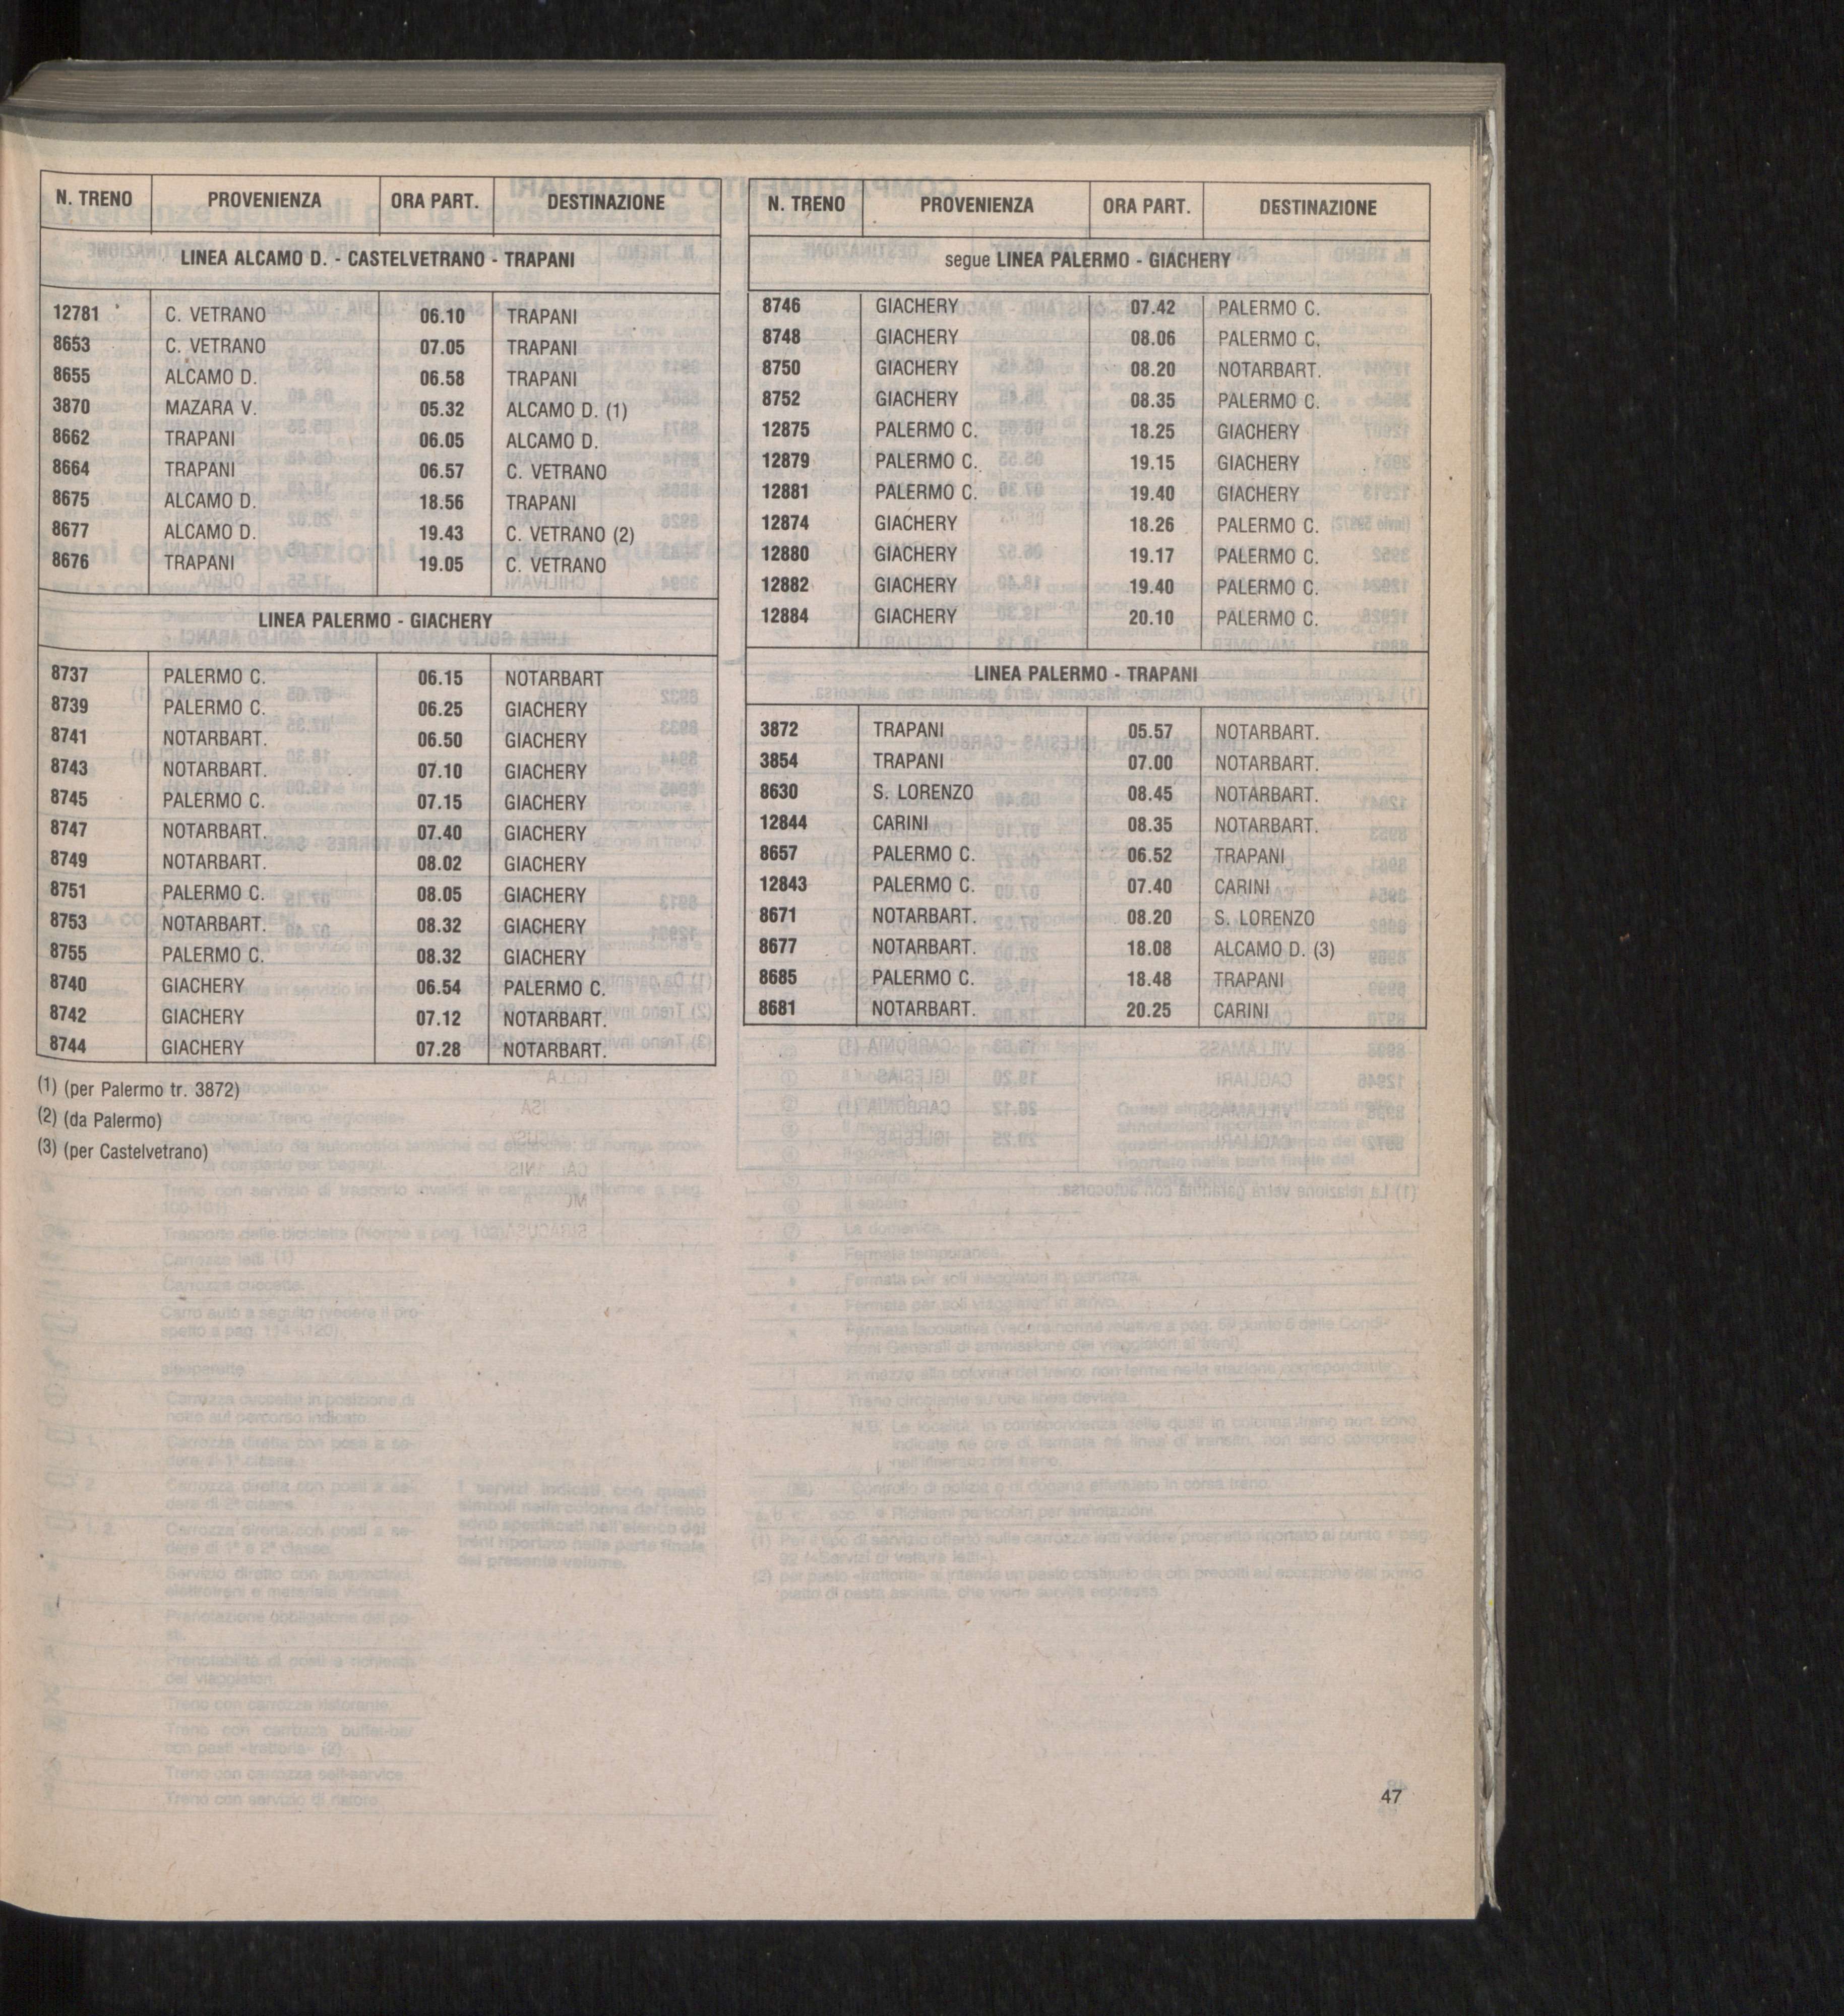 N. TRENO PROVENIENZA ORA PART. DESTINAZIONE
LINEA ALCAMO D. - CASTELVETRANO - TRAPANI
12781 C. VETRANO 06.10 TRAPANI
8653 C. VETRANO 07.05 TRAPANI
8655 ALCAMO D. 06.58 TRAPANI
3870 MAZARA V. 05.32 ALCAMO D. (1)
8662 TRAPANI 06.05 ALCAMO D.
8664 TRAPANI 06.57 C. VETRANO
8675 ALCAMO D. 18.56 TRAPANI
8677 ALCAMO D. 19.43 C. VETRANO (2)
8676 TRAPANI 19.05 C. VETRANO
LINEA PALERMO - GIACHERY
8737 PALERMO C. 06.15 NOTARBART
8739 PALERMO C. 06.25 GIACHERY
8741 NOTARBART. 06.50 GIACHERY
8743 NOTARBART. 07.10 GIACHERY
8745 PALERMO C. 07.15 GIACHERY
8747 NOTARBART. 07.40 GIACHERY
8749 NOTARBART. 08.02 GIACHERY
8751 PALERMO C. 08.05 GIACHERY
8753 NOTARBART. 08.32 GIACHERY
8755 PALERMO C. 08.32 GIACHERY
8740 GIACHERY 06.54 PALERMO C.
8742 GIACHERY 07.12 NOTARBART.
8744 GIACHERY 07.28 NOTARBART.
(1) (per Palermo tr. 3872)
(2) (da Palermo)
(3) (per Castelvetrano)
N. TRENO PROVENIENZA ORA PART. DESTINAZIONE
segue LINEA PALERMO - GIACHERY
8746 GIACHERY 07.42 PALERMO C.
8748 GIACHERY 08.06 PALERMO C.
8750 GIACHERY 08.20 NOTARBART.
8752 GIACHERY 08.35 PALERMO C.
12875 PALERMO C. 18.25 GIACHERY
12879 PALERMO C. 19.15 GIACHERY
12881 PALERMO C. 19.40 GIACHERY
12874 GIACHERY 18.26 PALERMO C.
12880 GIACHERY 19.17 PALERMO C.
12882 GIACHERY 19.40 PALERMO C.
12884 GIACHERY 20.10 PALERMO C.
LINEA PALERMO - TRAPANI
3872 TRAPANI 05.57 NOTARBART.
3854 TRAPANI 07.00 NOTARBART.
8630 S. LORENZO 08.45 NOTARBART.
12844 CARINI 08.35 NOTARBART.
8657 PALERMO C. 06.52 TRAPANI
12843 PALERMO C. 07.40 CARINI
8671 NOTARBART. 08.20 S. LORENZO
8677 NOTARBART. 18.08 ALCAMO D. (3)
8685 PALERMO C. 18.48 TRAPANI
8681 NOTARBART. 20.25 CARINI
47